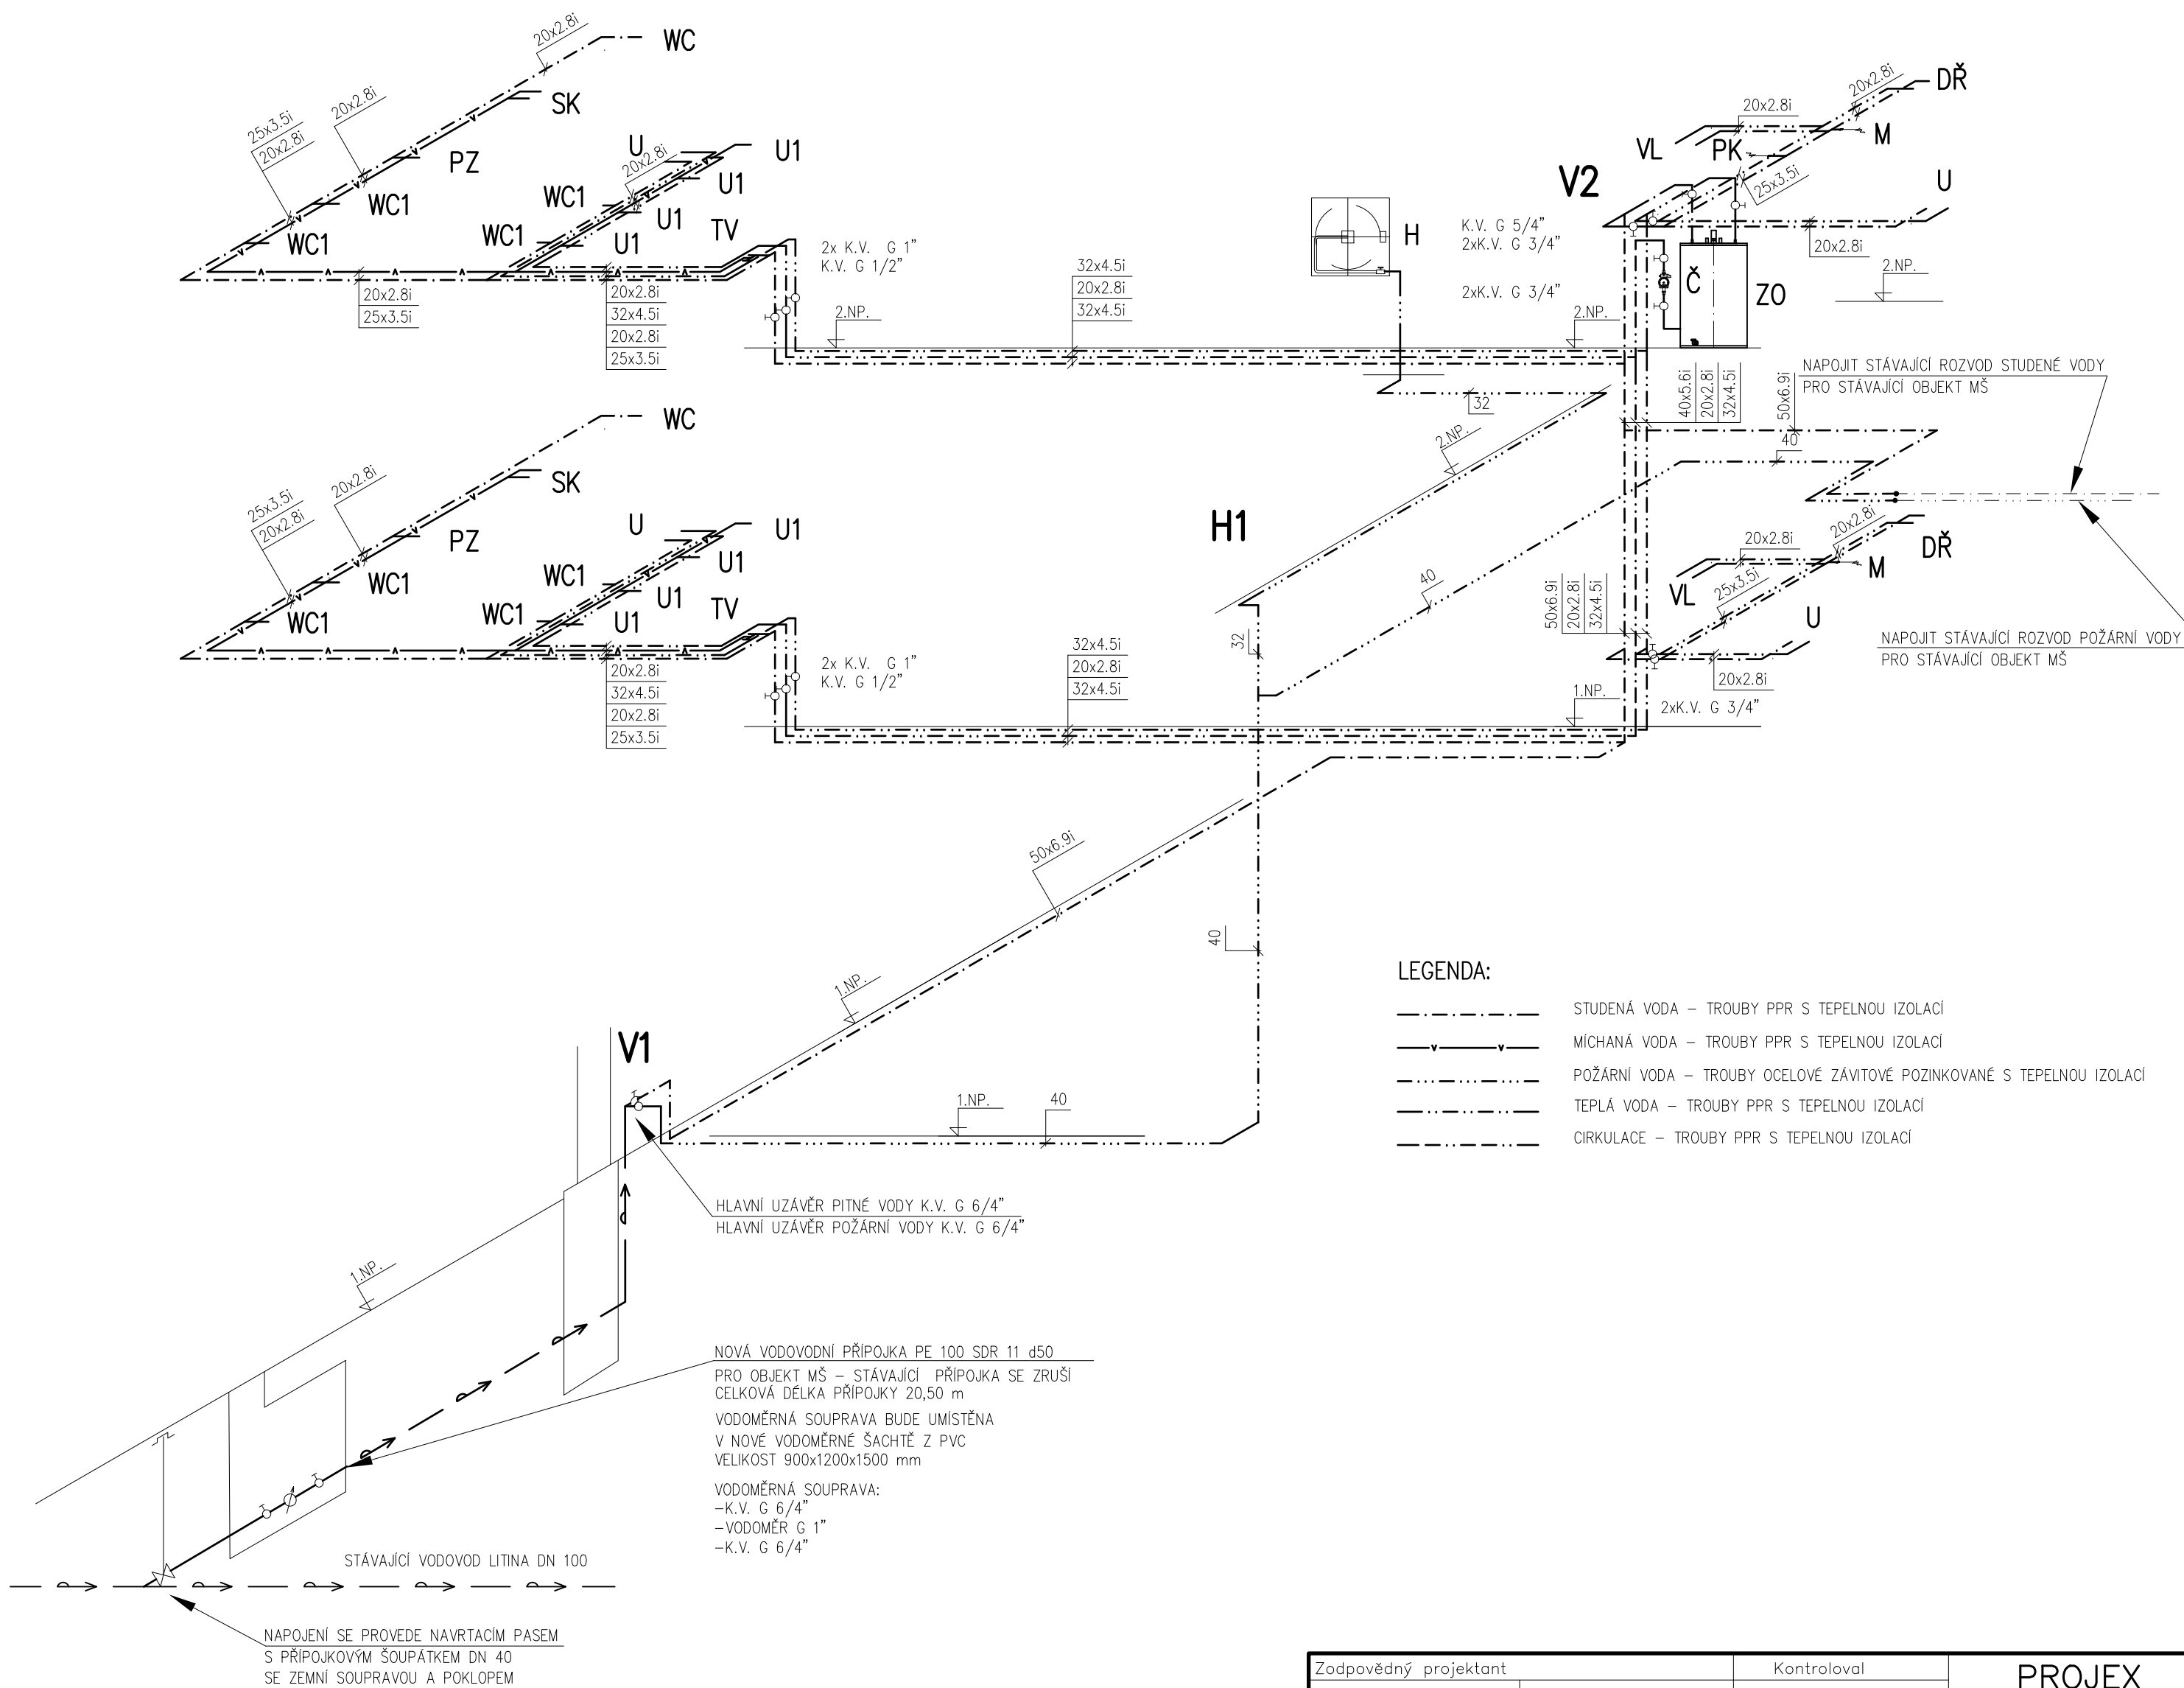 20x2.8i
WC
20x2.8i
SK
25x3.5i
20x2.8i
PZ
WC1
WC1
U
20x2.8i
U1
WC1
U1
U1
WC1
U1
TV
20x2.8i
25x3.5i
20x2.8i
32x4.5i
20x2.8i
25x3.5i
2x K.V. G 1”
K.V. G 1/2”
2.NP.
32x4.5i
20x2.8i
32x4.5i
H
K.V. G 5/4”
2xK.V. G 3/4”
2xK.V. G 3/4”
2.NP.
V2
VL
PK
20x2.8i
20x2.8i
DŘ
M
25x3.5i
U
20x2.8i
2.NP.
Č
ZO
40x5.6i
20x2.8i
32x4.5i
50x6.9i
NAPOJIT STÁVAJÍCÍ ROZVOD STUDENÉ VODY
PRO STÁVAJÍCÍ OBJEKT MŠ
32
40
2.NP.
WC
20x2.8i
SK
25x3.5i
20x2.8i
PZ
WC1
WC1
U
U1
WC1
U1
U1
WC1
U1
TV
20x2.8i
32x4.5i
20x2.8i
25x3.5i
2x K.V. G 1”
K.V. G 1/2”
32x4.5i
20x2.8i
32x4.5i
H1
40
32
50x6.9i
20x2.8i
32x4.5i
20x2.8i
20x2.8i
DŘ
M
VL
25x3.5i
U
20x2.8i
1.NP.
2xK.V. G 3/4”
NAPOJIT STÁVAJÍCÍ ROZVOD POŽÁRNÍ VODY
PRO STÁVAJÍCÍ OBJEKT MŠ
50x6.9i
40
1.NP.
V1
1.NP.
40
LEGENDA:
STUDENÁ VODA – TROUBY PPR S TEPELNOU IZOLACÍ
MÍCHANÁ VODA – TROUBY PPR S TEPELNOU IZOLACÍ
POŽÁRNÍ VODA – TROUBY OCELOVÉ ZÁVITOVÉ POZINKOVANÉ S TEPELNOU IZOLACÍ
TEPLÁ VODA – TROUBY PPR S TEPELNOU IZOLACÍ
CIRKULACE – TROUBY PPR S TEPELNOU IZOLACÍ
HLAVNÍ UZÁVĚR PITNÉ VODY K.V. G 6/4”
HLAVNÍ UZÁVĚR POŽÁRNÍ VODY K.V. G 6/4”
1.NP.
NOVÁ VODOVODNÍ PŘÍPOJKA PE 100 SDR 11 d50
PRO OBJEKT MŠ – STÁVAJÍCÍ PŘÍPOJKA SE ZRUŠÍ
CELKOVÁ DÉLKA PŘÍPOJKY 20,50 m
VODOMĚRNÁ SOUPRAVA BUDE UMÍSTĚNA
V NOVÉ VODOMĚRNÉ ŠACHTĚ Z PVC
VELIKOST 900x1200x1500 mm
VODOMĚRNÁ SOUPRAVA:
–K.V. G 6/4”
–VODOMĚR G 1”
–K.V. G 6/4”
STÁVAJÍCÍ VODOVOD LITINA DN 100
NAPOJENÍ SE PROVEDE NAVRTACÍM PASEM
S PŘÍPOJKOVÝM ŠOUPÁTKEM DN 40
SE ZEMNÍ SOUPRAVOU A POKLOPEM
Zodpovědný projektant
Kontroloval
PROJEX